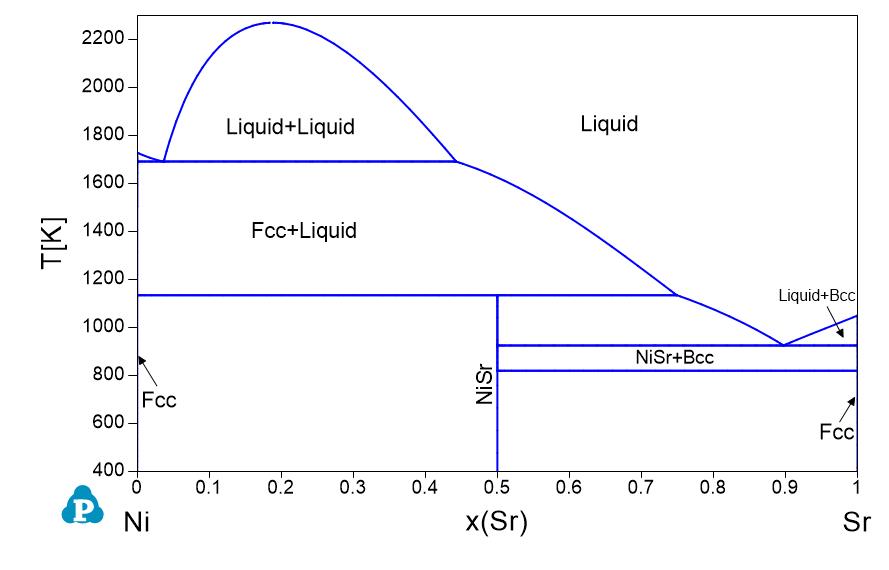 2200
2000
1800
1600
1400
1200
1000
800
600
400
T[K]
Liquid+Liquid
Liquid
Fcc+Liquid
Liquid+Bcc
NiSr+Bcc
NiSr
Fcc
Fcc
0 0.1 0.2 0.3 0.4 0.5 0.6 0.7 0.8 0.9 1
P
Ni x(Sr) Sr